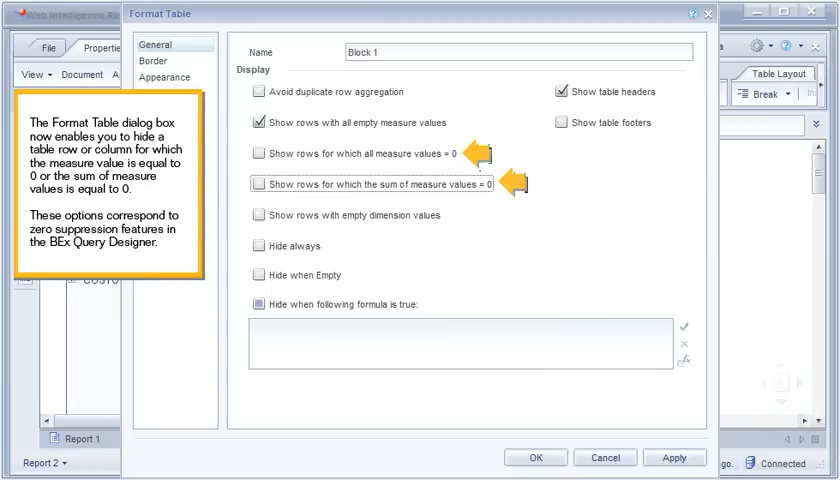 Web Intelligence Ric
Format Table
File
Properties
View
Document
Table Layout
Break
General
Border
Appearance
Name
Block 1
Display
Avoid duplicate row aggregation
Show table headers
Show rows with all empty measure values
Show table footers
Show rows for which all measure values = 0
Show rows for which the sum of measure values = 0
Show rows with empty dimension values
Hide always
Hide when Empty
Hide when following formula is true:
The Format Table dialog box
now enables you to hide a
table row or column for which
the measure value is equal to
0 or the sum of measure
values is equal to 0.
These options correspond to
zero suppression features in
the BEx Query Designer.
Report 1
Report 2
OK
Cancel
Apply
go.
Connected